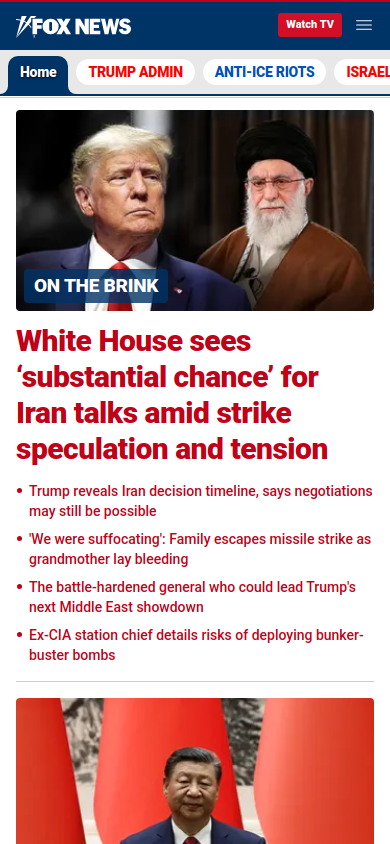 FOX NEWS
Watch TV
Home
TRUMP ADMIN
ANTI-ICE RIOTS
ISRAEL
ON THE BRINK
White House sees
‘substantial chance’ for
Iran talks amid strike
speculation and tension
• Trump reveals Iran decision timeline, says negotiations
may still be possible
• 'We were suffocating': Family escapes missile strike as
grandmother lay bleeding
• The battle-hardened general who could lead Trump's
next Middle East showdown
• Ex-CIA station chief details risks of deploying bunker-
buster bombs